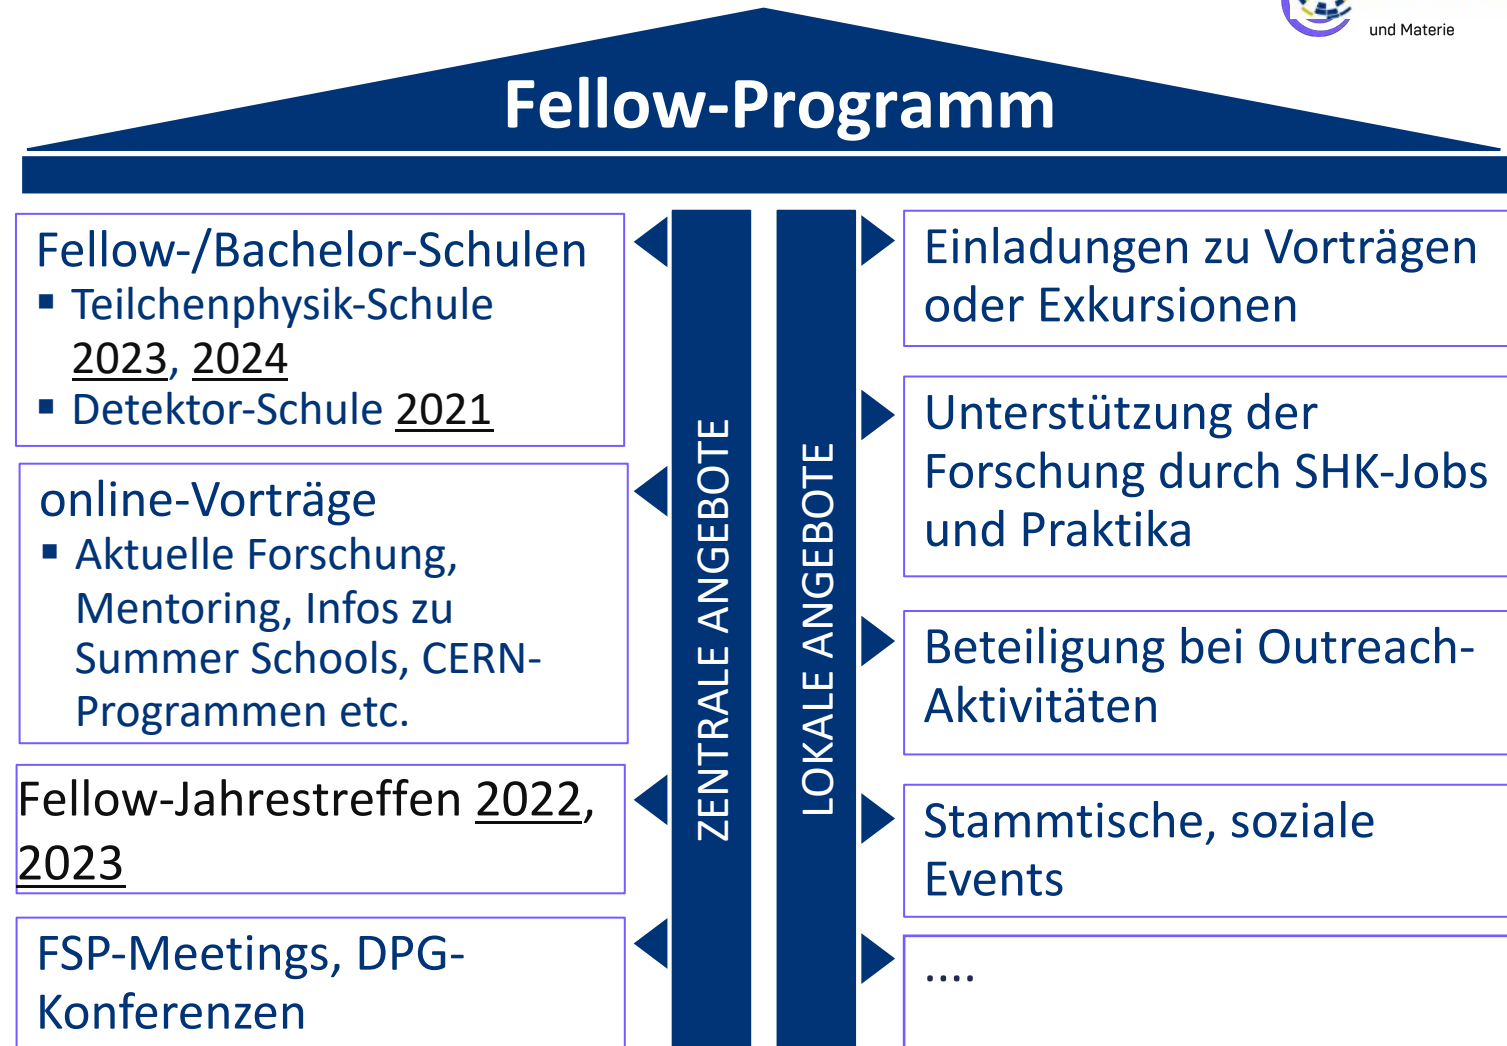 und Materie
Fellow-Programm
Fellow-/Bachelor-Schulen
▪ Teilchenphysik-Schule
2023, 2024
▪ Detektor-Schule 2021
online-Vorträge
▪ Aktuelle Forschung,
Mentoring, Infos zu
Summer Schools, CERN-
Programmen etc.
Fellow-Jahrestreffen 2022,
2023
FSP-Meetings, DPG-
Konferenzen
ZENTRALE ANGEBOTE
LOKALE ANGEBOTE
Einladungen zu Vorträgen
oder Exkursionen
Unterstützung der
Forschung durch SHK-Jobs
und Praktika
Beteiligung bei Outreach-
Aktivitäten
Stammtische, soziale
Events
....